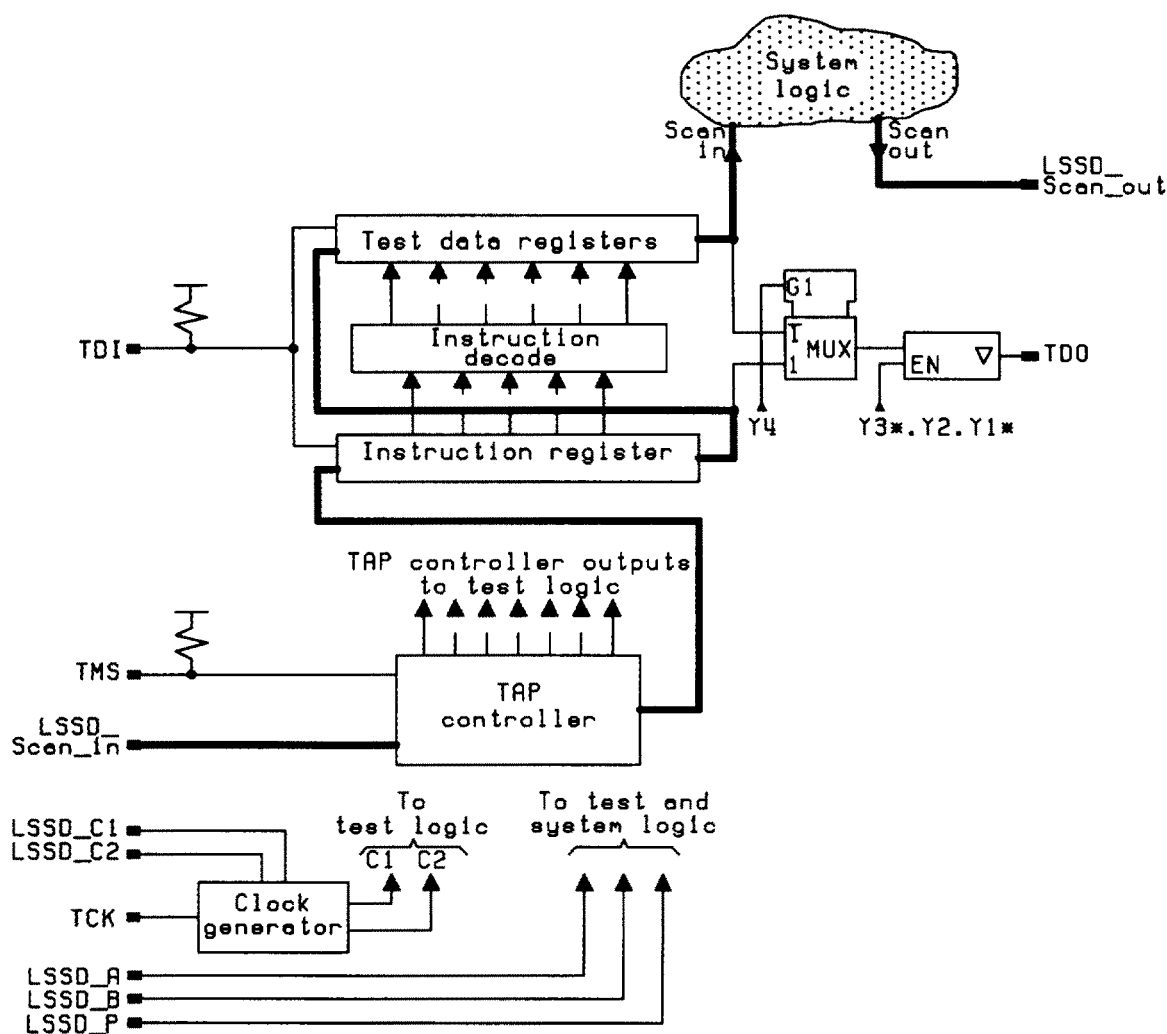 System
logic
Scan
in
Scan
out
LSSD_
Scan_out
Test data registers
G1
TDI
Instruction
decode
1
MUX
1
EN
▽
TDO
Y4
Y3*.Y2.Y1*
Instruction register
TAP controller outputs
to test logic
TMS
TAP
controller
LSSD_
Scan_in
To
test logic
C1 C2
To test and
system logic
LSSD_C1
LSSD_C2
TCK
Clock
generator
LSSD_A
LSSD_B
LSSD_P